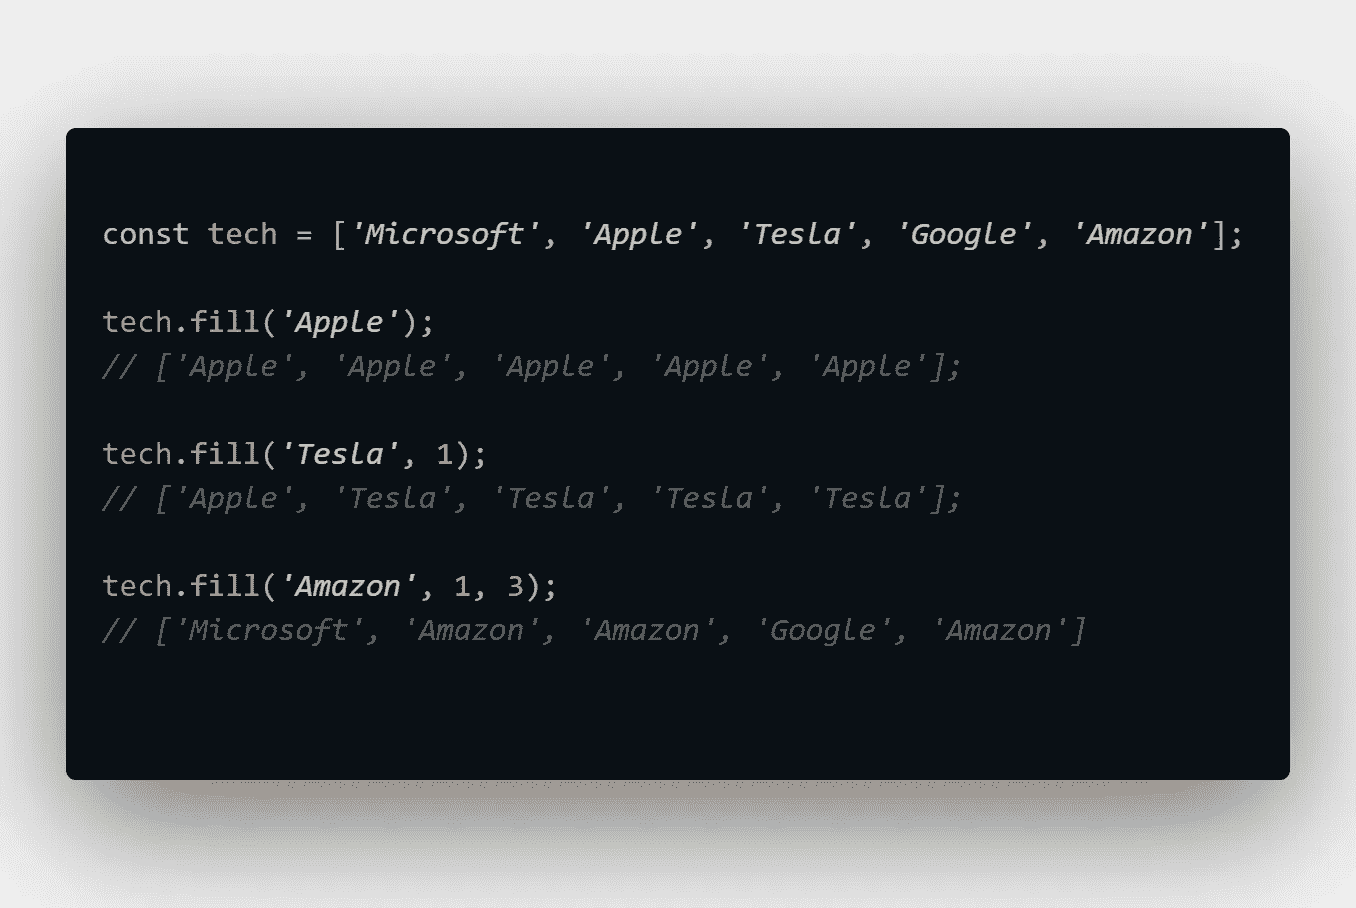 const tech = ['Microsoft', 'Apple', 'Tesla', 'Google', 'Amazon'];
tech.fill('Apple');
// ['Apple', 'Apple', 'Apple', 'Apple', 'Apple'];
tech.fill('Tesla', 1);
// ['Apple', 'Tesla', 'Tesla', 'Tesla', 'Tesla'];
tech.fill('Amazon', 1, 3);
// ['Microsoft', 'Amazon', 'Amazon', 'Google', 'Amazon']